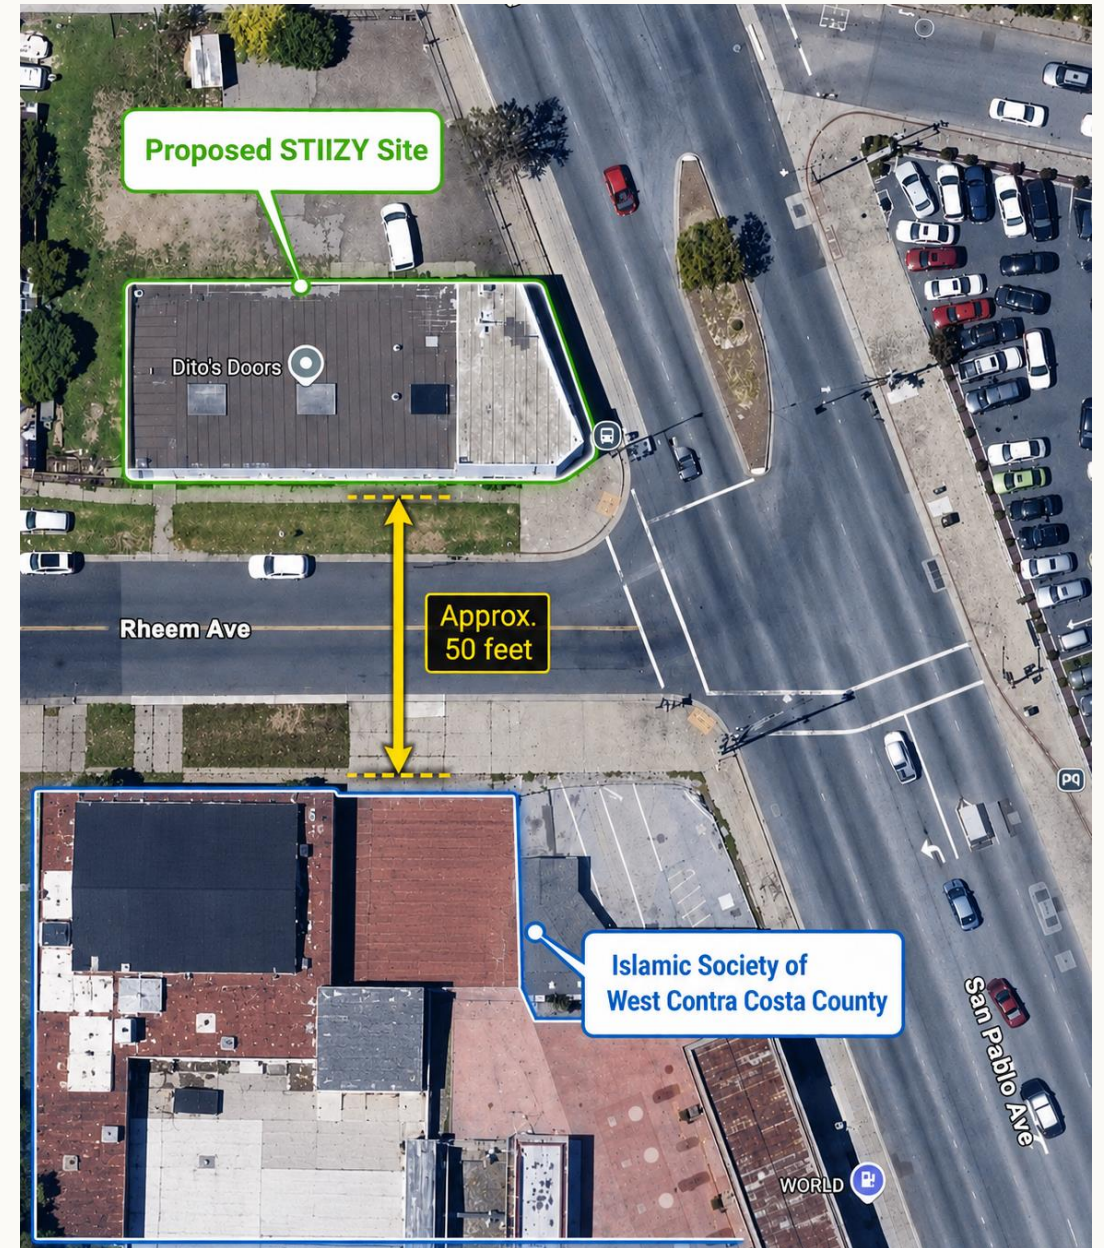 Proposed STIIZY Site
Dito's Doors
Rheem Ave
Approx.
50 feet
Islamic Society of
West Contra Costa County
San Pablo Ave
WORLD